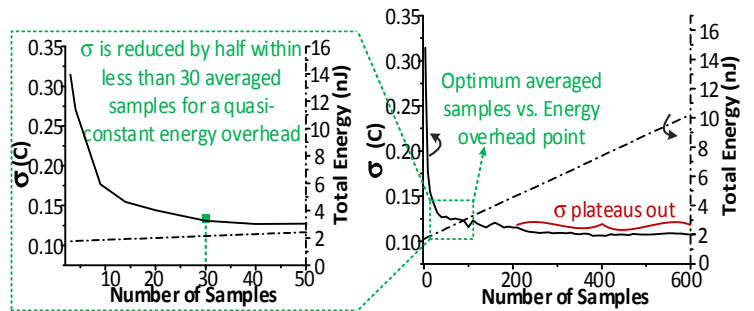 0.35
0.30
0.25
0.20
0.15
0.10
σ (C)
σ is reduced by half within
less than 30 averaged
samples for a quasi-
constant energy overhead
16
14
12
10
8
6
4
2
0
Total Energy (nJ)
10 20 30 40 50
Number of Samples
0.35
0.30
0.25
0.20
0.15
0.10
σ (C)
Optimum averaged
samples vs. Energy
overhead point
σ plateaus out
16
14
12
10
8
6
4
2
0
Total Energy (nJ)
0 200 400 600
Number of Samples